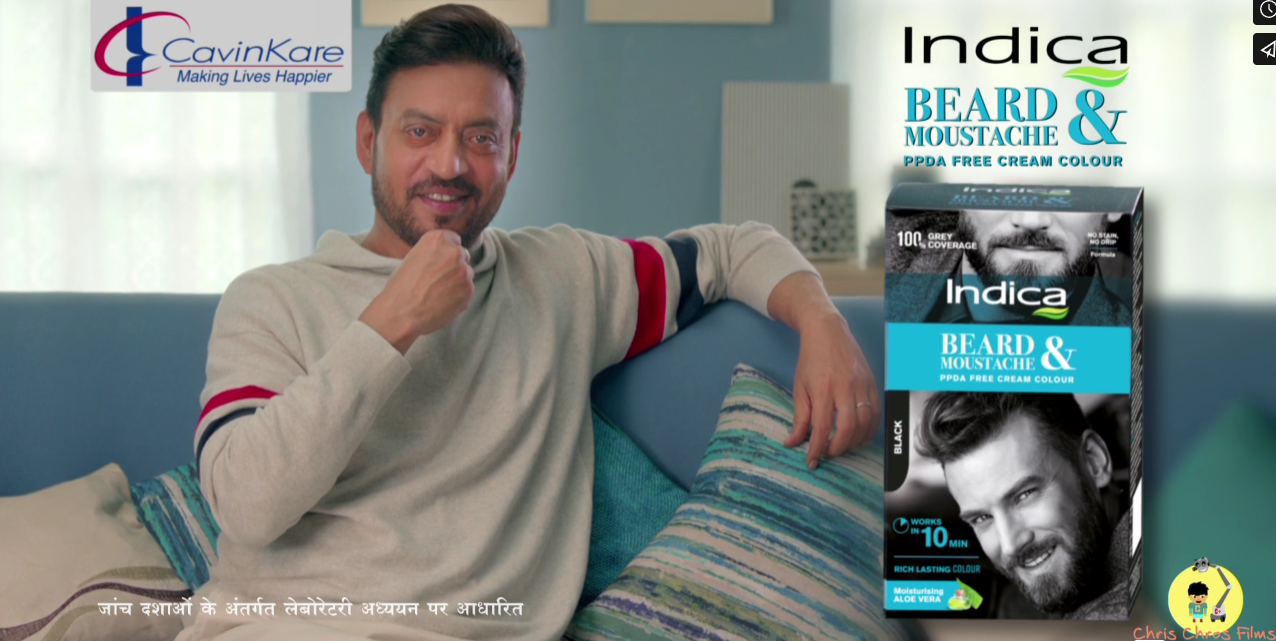 CavinKare
Making Lives Happier
Indica
BEARD &
MOUSTACHE
PPDA FREE CREAM COLOUR
Indica
BEARD &
100% GREY
COVERAGE
NO STAIN,
NO DRIP
Formula
Indica
BEARD &
MOUSTACHE
PPDA FREE CREAM COLOUR
BLACK
WORKS
IN 10 MIN
RICH LASTING COLOUR
Moisturising
ALOE VERA
जांच दशाओं के अंतर्गत लेबोरेटरी अध्ययन पर आधारित
Chris Chros Films